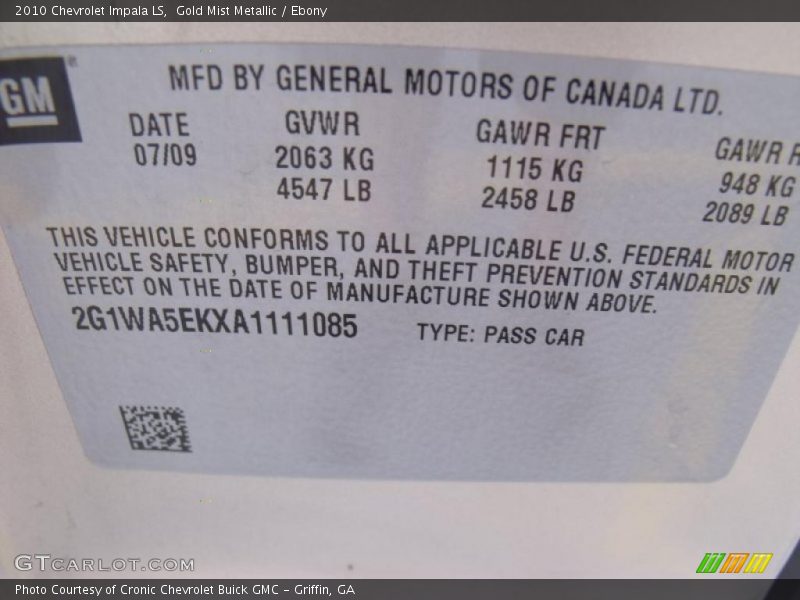 2010 Chevrolet Impala LS,  Gold Mist Metallic / Ebony
GM
MFD BY GENERAL MOTORS OF CANADA LTD.
DATE GVWR GAWR FRT GAWR
07/09 2063 KG 1115 KG 948 KG
4547 LB 2458 LB 2089 LB
THIS VEHICLE CONFORMS TO ALL APPLICABLE U.S. FEDERAL MOTOR
VEHICLE SAFETY, BUMPER, AND THEFT PREVENTION STANDARDS IN
EFFECT ON THE DATE OF MANUFACTURE SHOWN ABOVE.
2G1WA5EKXA1111085 TYPE: PASS CAR
GTCARLOT.COM
Photo Courtesy of Cronic Chevrolet Buick GMC – Griffin, GA